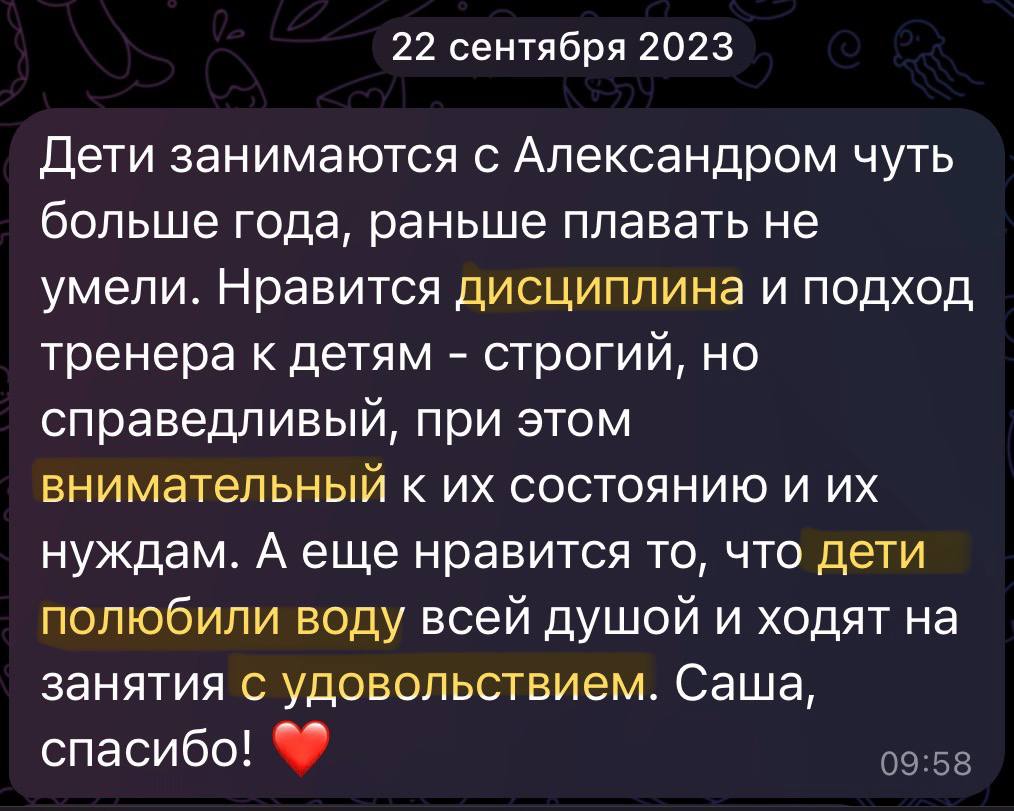 22 сентября 2023
Дети занимаются с Александром чуть
больше года, раньше плавать не
умели. Нравится дисциплина и подход
тренера к детям - строгий, но
справедливый, при этом
внимательный к их состоянию и их
нуждам. А еще нравится то, что дети
полюбили воду всей душой и ходят на
занятия с удовольствием. Саша,
спасибо! ❤️
09:58